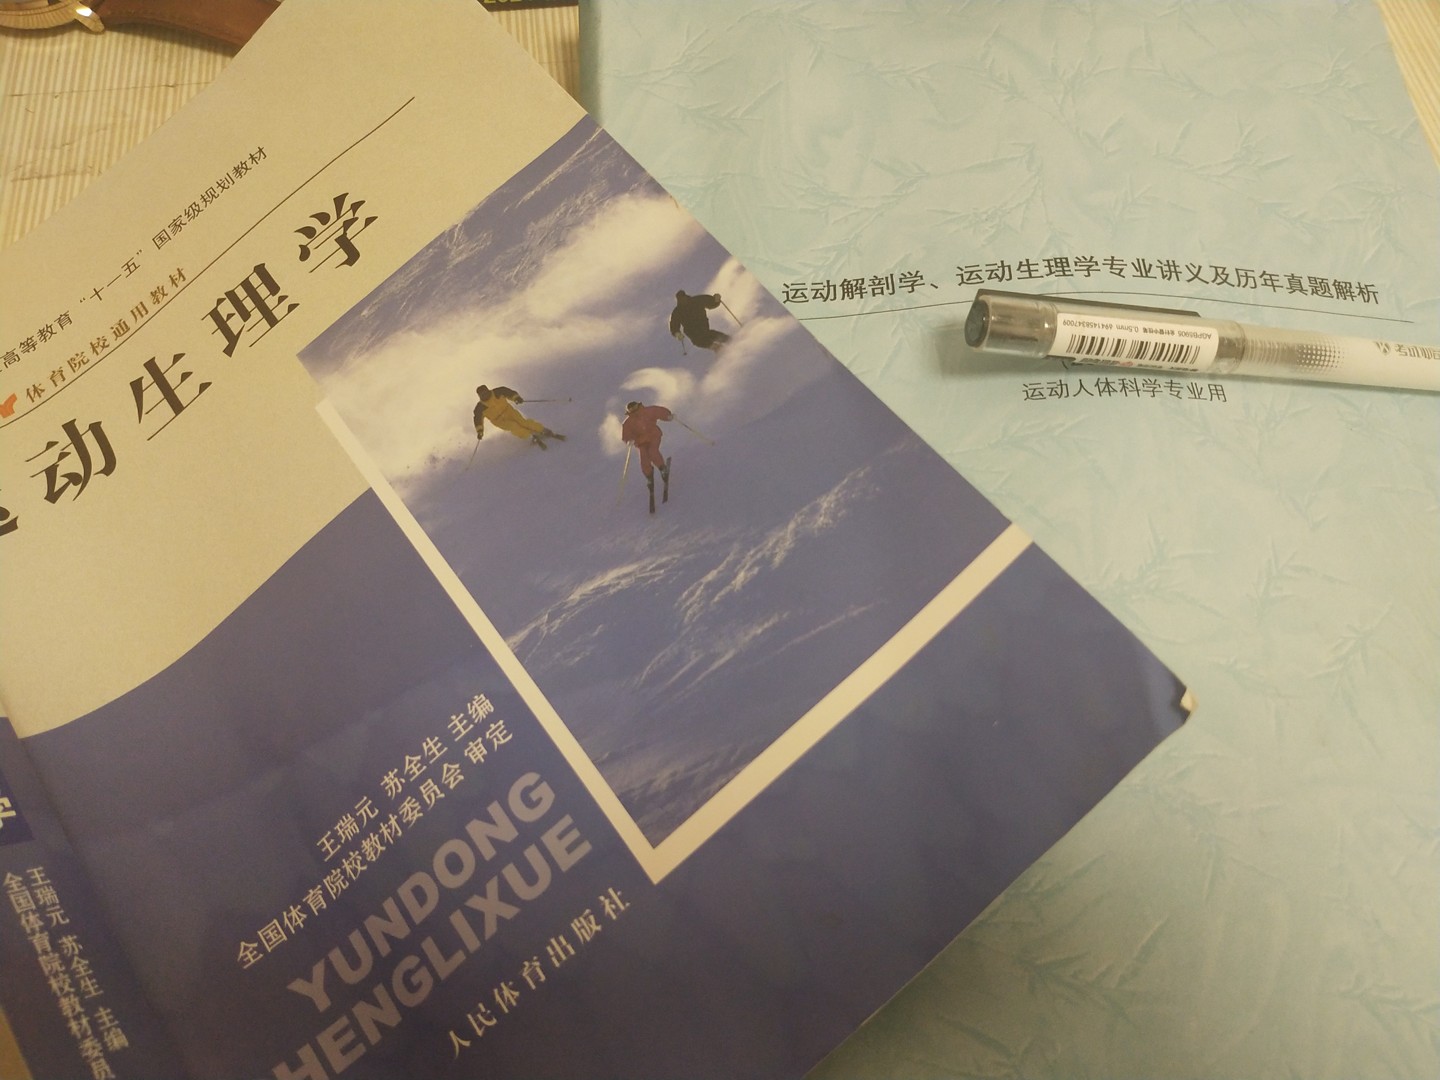 高等教育“十一五”国家级规划教材
体育院校通用教材
动生理学
王瑞元 苏全生 主编
全国体育院校教材委员会 审定
YUNDONG
HENGLIXUE
人民体育出版社
王瑞元 苏全生 主编
全国体育院校教材委员
运动解剖学、运动生理学专业讲义及历年真题解析
运动人体科学专业用
AGPB5905 0.5mm 6914583470